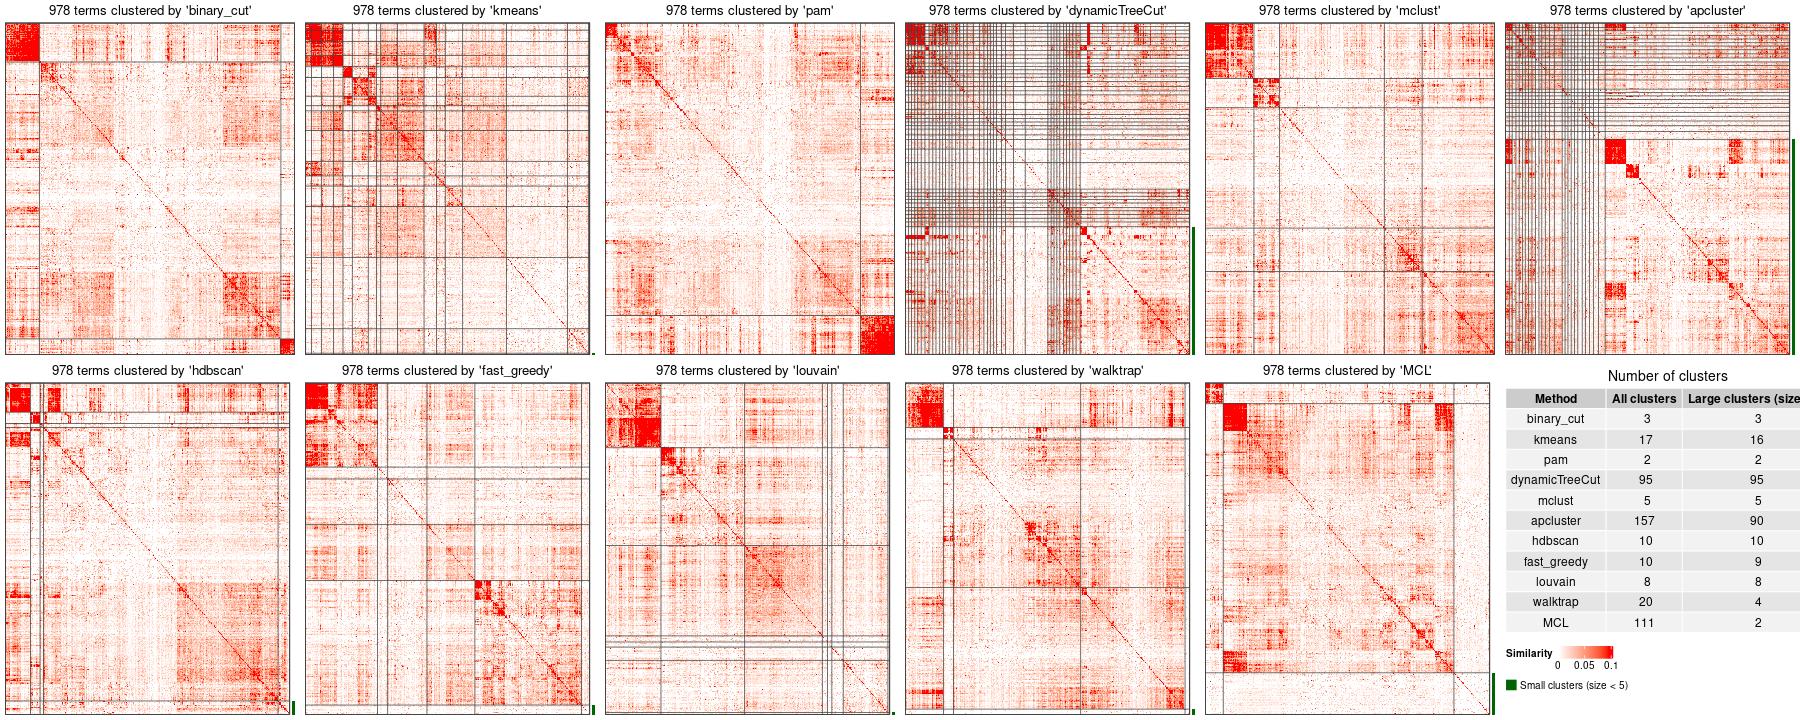 978 terms clustered by 'binary_cut'
978 terms clustered by 'kmeans'
978 terms clustered by 'pam'
978 terms clustered by 'dynamicTreeCut'
978 terms clustered by 'mclust'
978 terms clustered by 'apcluster'
978 terms clustered by 'hdbscan'
978 terms clustered by 'fast_greedy'
978 terms clustered by 'louvain'
978 terms clustered by 'walktrap'
978 terms clustered by 'MCL'
Number of clusters
Method All clusters Large clusters (size
binary_cut 3 3
kmeans 17 16
pam 2 2
dynamicTreeCut 95 95
mclust 5 5
apcluster 157 90
hdbscan 10 10
fast_greedy 10 9
louvain 8 8
walktrap 20 4
MCL 111 2
Similarity
0 0.05 0.1
Small clusters (size < 5)